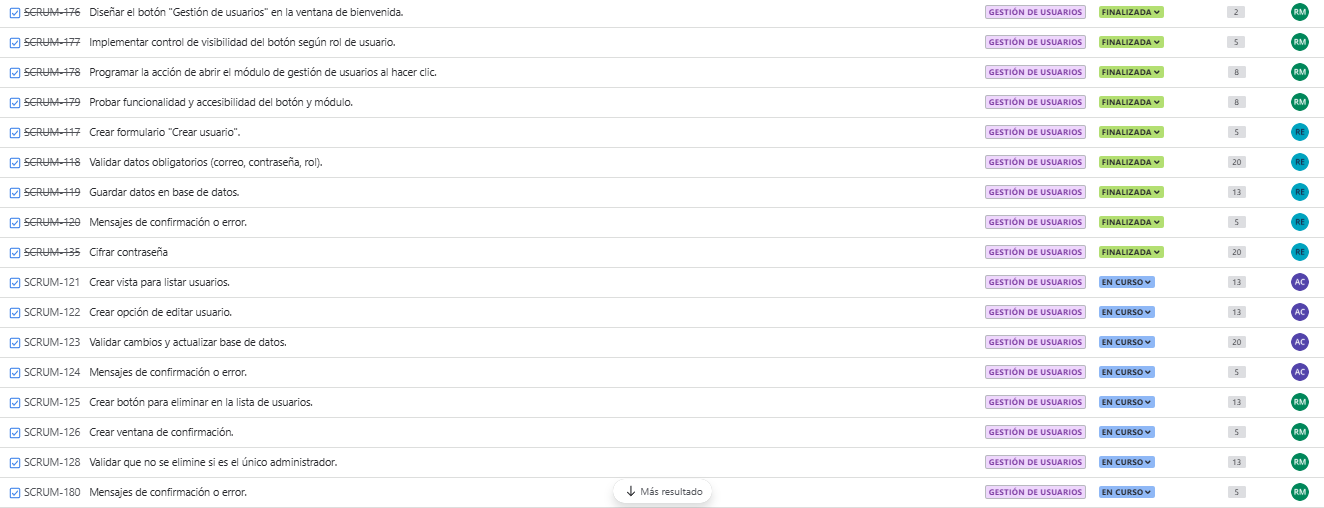 SCRUM-176 Diseñar el botón "Gestión de usuarios" en la ventana de bienvenida. GESTIÓN DE USUARIOS FINALIZADA 2 RM
SCRUM-177 Implementar control de visibilidad del botón según rol de usuario. GESTIÓN DE USUARIOS FINALIZADA 5 RM
SCRUM-178 Programar la acción de abrir el módulo de gestión de usuarios al hacer clic. GESTIÓN DE USUARIOS FINALIZADA 8 RM
SCRUM-179 Probar funcionalidad y accesibilidad del botón y módulo. GESTIÓN DE USUARIOS FINALIZADA 8 RM
SCRUM-117 Crear formulario "Crear usuario". GESTIÓN DE USUARIOS FINALIZADA 5 RE
SCRUM-118 Validar datos obligatorios (correo, contraseña, rol). GESTIÓN DE USUARIOS FINALIZADA 20 RE
SCRUM-119 Guardar datos en base de datos. GESTIÓN DE USUARIOS FINALIZADA 13 RE
SCRUM-120 Mensajes de confirmación o error. GESTIÓN DE USUARIOS FINALIZADA 5 RE
SCRUM-135 Cifrar contraseña GESTIÓN DE USUARIOS FINALIZADA 20 RE
SCRUM-121 Crear vista para listar usuarios. GESTIÓN DE USUARIOS EN CURSO 13 AC
SCRUM-122 Crear opción de editar usuario. GESTIÓN DE USUARIOS EN CURSO 13 AC
SCRUM-123 Validar cambios y actualizar base de datos. GESTIÓN DE USUARIOS EN CURSO 20 AC
SCRUM-124 Mensajes de confirmación o error. GESTIÓN DE USUARIOS EN CURSO 5 AC
SCRUM-125 Crear botón para eliminar en la lista de usuarios. GESTIÓN DE USUARIOS EN CURSO 13 RM
SCRUM-126 Crear ventana de confirmación. GESTIÓN DE USUARIOS EN CURSO 5 RM
SCRUM-128 Validar que no se elimine si es el único administrador. GESTIÓN DE USUARIOS EN CURSO 13 RM
SCRUM-180 Mensajes de confirmación o error. Más resultado GESTIÓN DE USUARIOS EN CURSO 5 RM